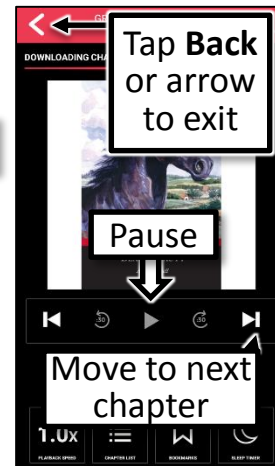 DOWNLOADING CHA
Tap Back
or arrow
to exit
Pause
:30
:30
Move to next
chapter
1.0x
PLAYBACK SPEED
CHAPTER LIST
BOOKMARKS
SLEEP TIMER